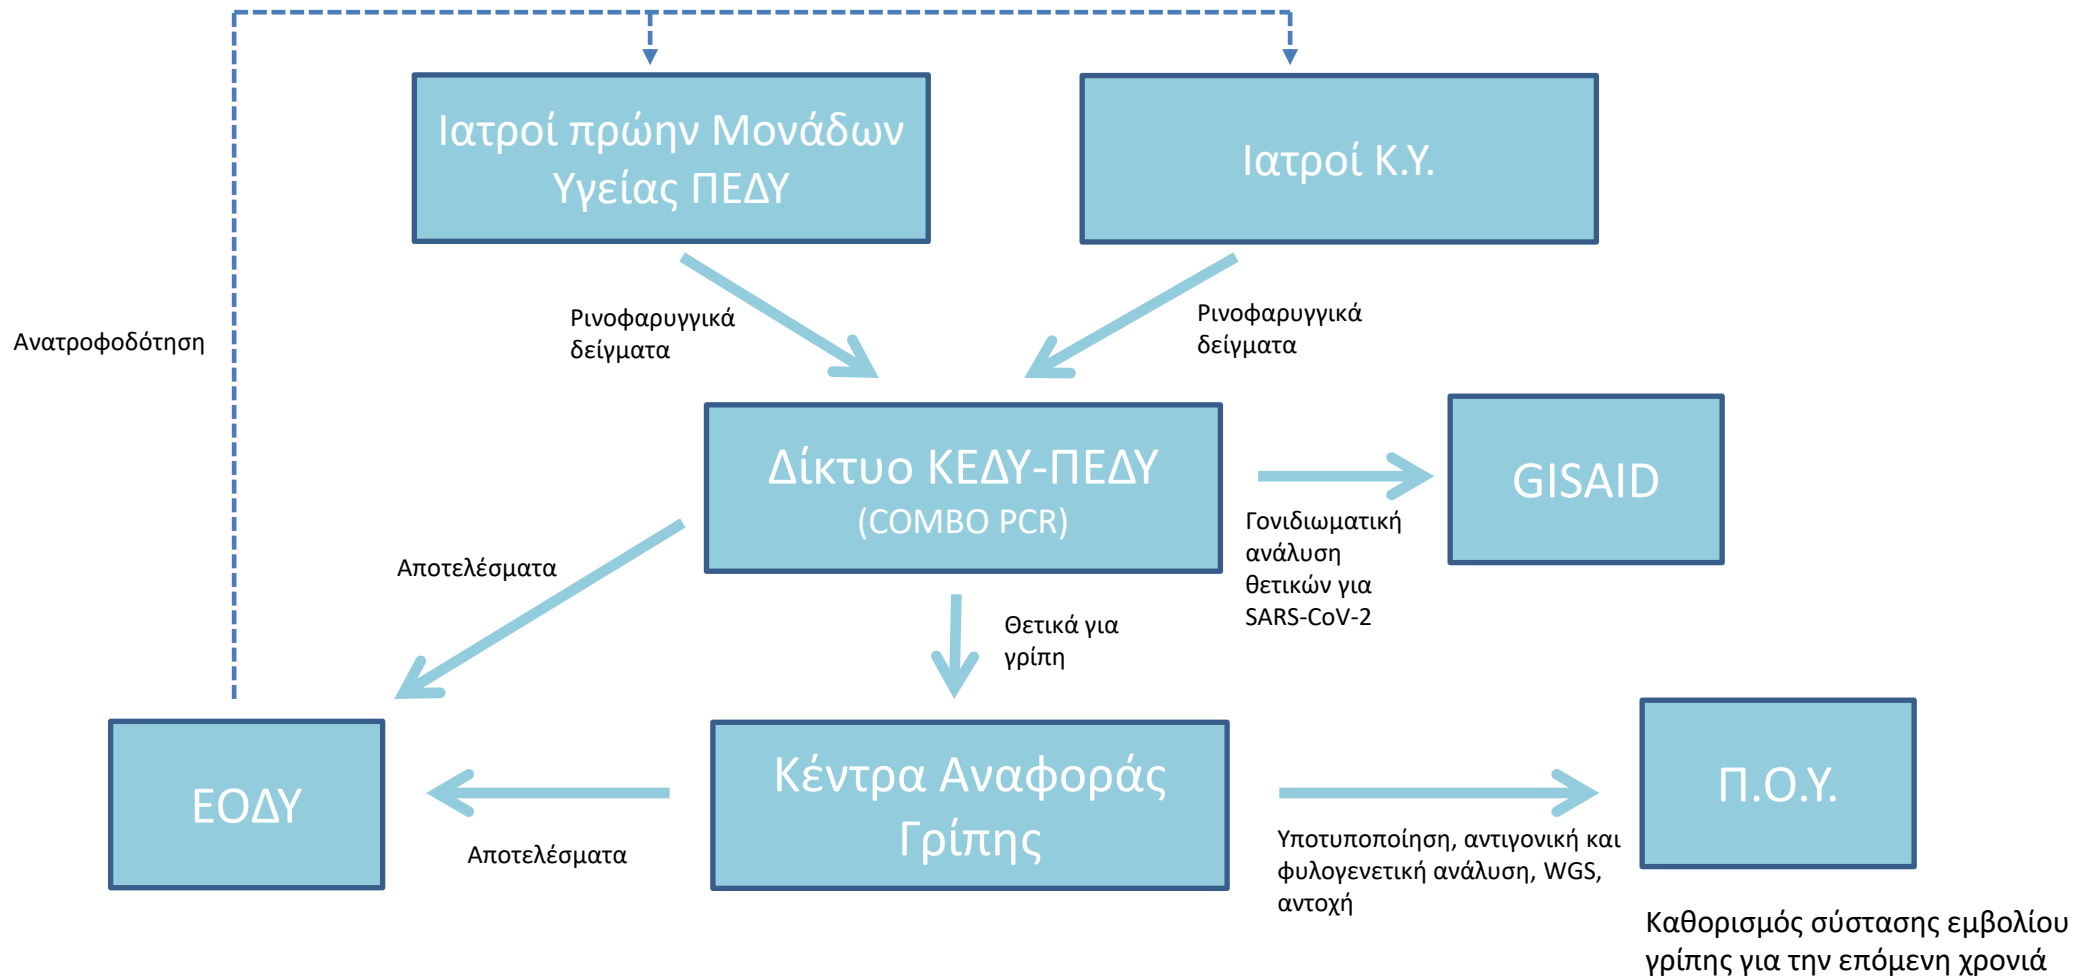 Ιατροί πρώην Μονάδων
Υγείας ΠΕΔΥ
Ιατροί Κ.Υ.
Ρινοφαρυγγικά
δείγματα
Ρινοφαρυγγικά
δείγματα
Ανατροφοδότηση
Δίκτυο ΚΕΔΥ-ΠΕΔΥ
(COMBO PCR)
GISAID
Γονιδιωματική
ανάλυση
θετικών για
SARS-CoV-2
Αποτελέσματα
Θετικά για
γρίπη
ΕΟΔΥ
Αποτελέσματα
Κέντρα Αναφοράς
Γρίπης
Υποτυποποίηση, αντιγονική και
φυλογενετική ανάλυση, WGS,
αντοχή
Π.Ο.Υ.
Καθορισμός σύστασης εμβολίου
γρίπης για την επόμενη χρονιά